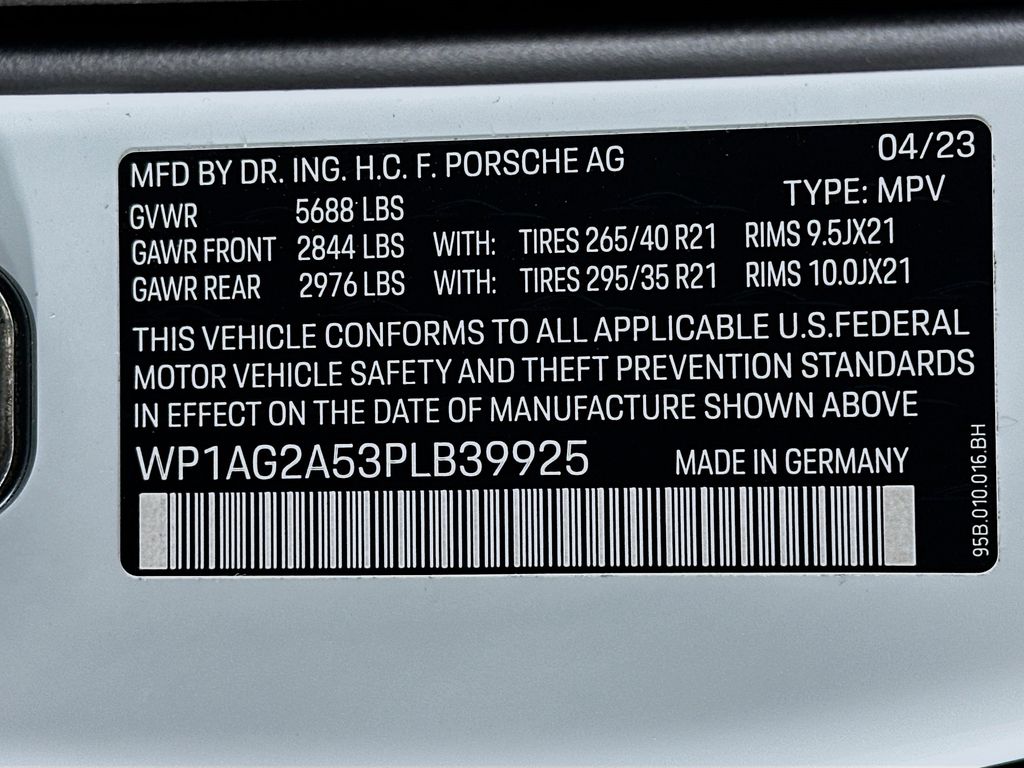 MFD BY DR. ING. H.C. F. PORSCHE AG 04/23
TYPE: MPV
GVWR 5688 LBS
GAWR FRONT 2844 LBS WITH: TIRES 265/40 R21 RIMS 9.5JX21
GAWR REAR 2976 LBS WITH: TIRES 295/35 R21 RIMS 10.0JX21
THIS VEHICLE CONFORMS TO ALL APPLICABLE U.S.FEDERAL
MOTOR VEHICLE SAFETY AND THEFT PREVENTION STANDARDS
IN EFFECT ON THE DATE OF MANUFACTURE SHOWN ABOVE
WP1AG2A53PLB39925 MADE IN GERMANY
95B.010.016.BH